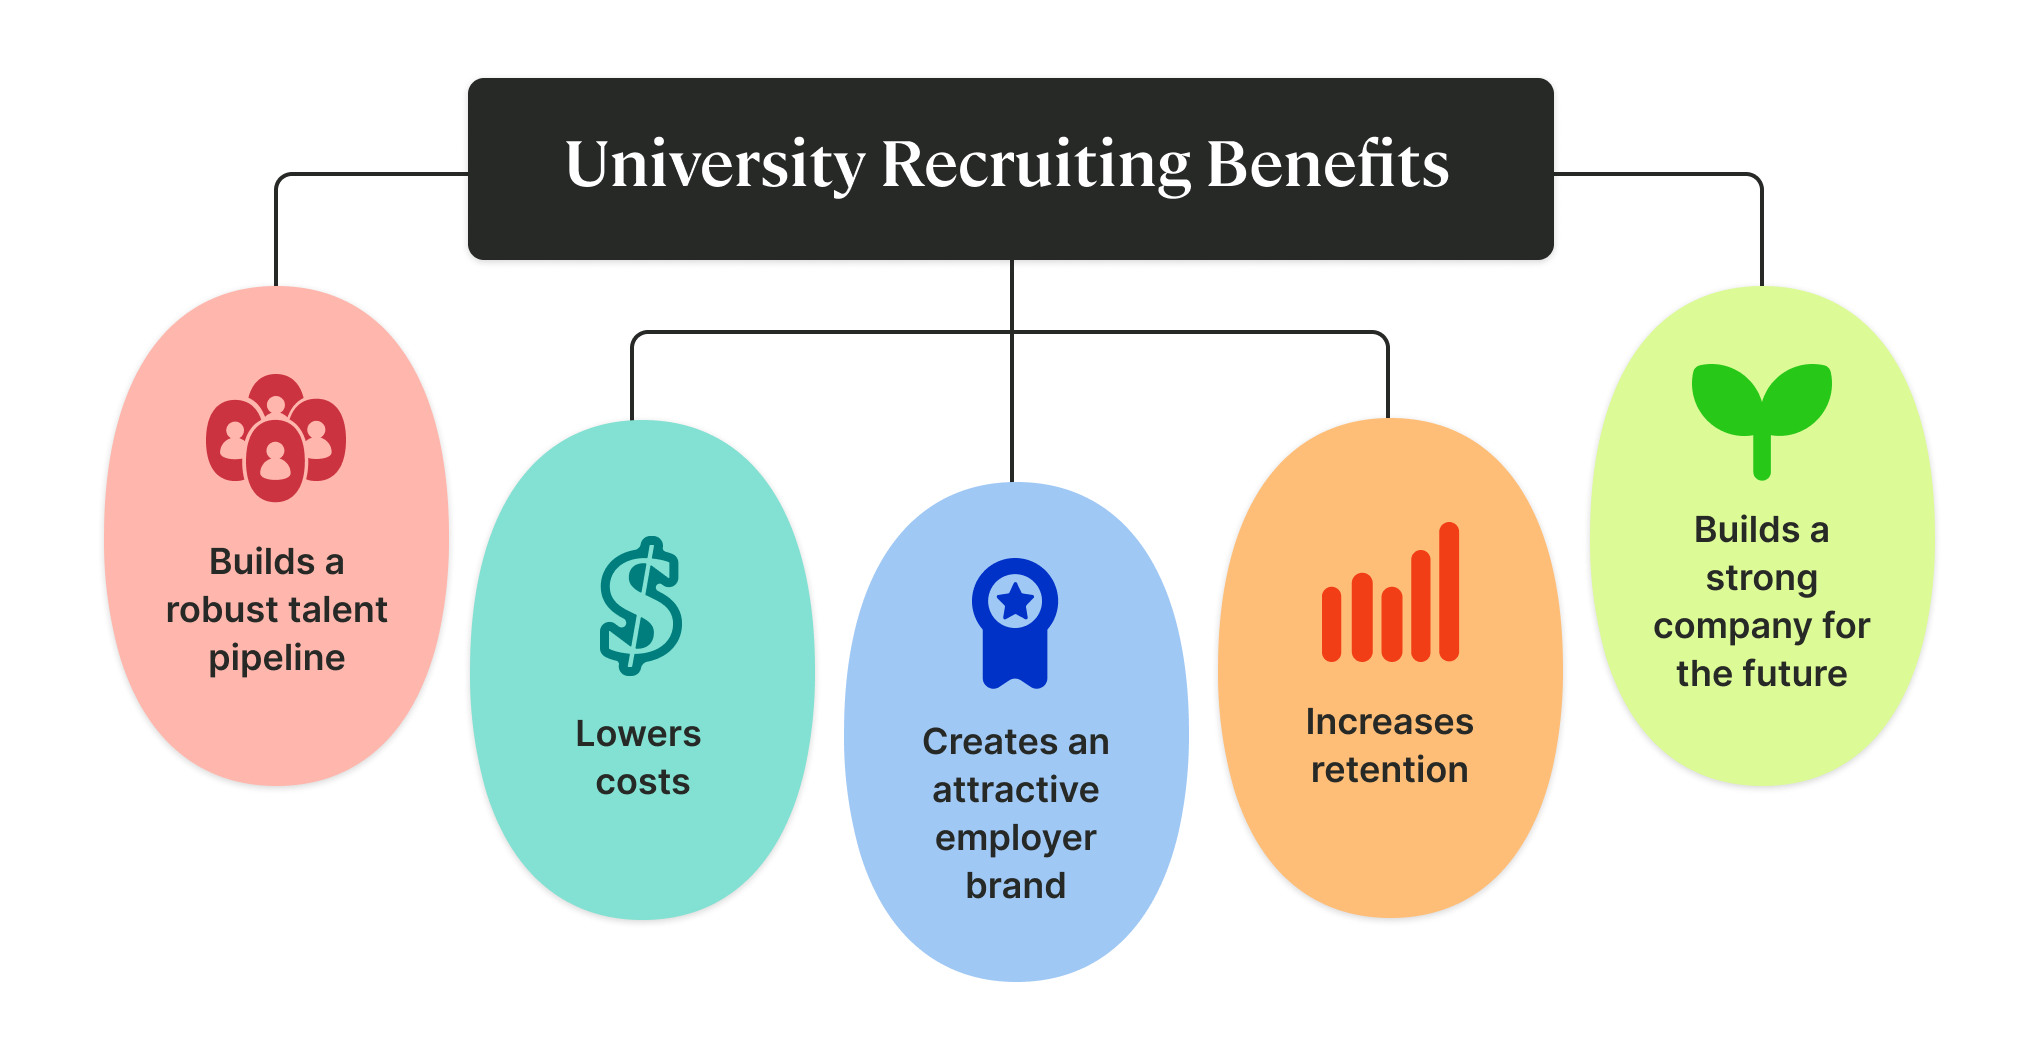 University Recruiting Benefits
Builds a
robust talent
pipeline
Lowers
costs
Creates an
attractive
employer
brand
Increases
retention
Builds a
strong
company for
the future